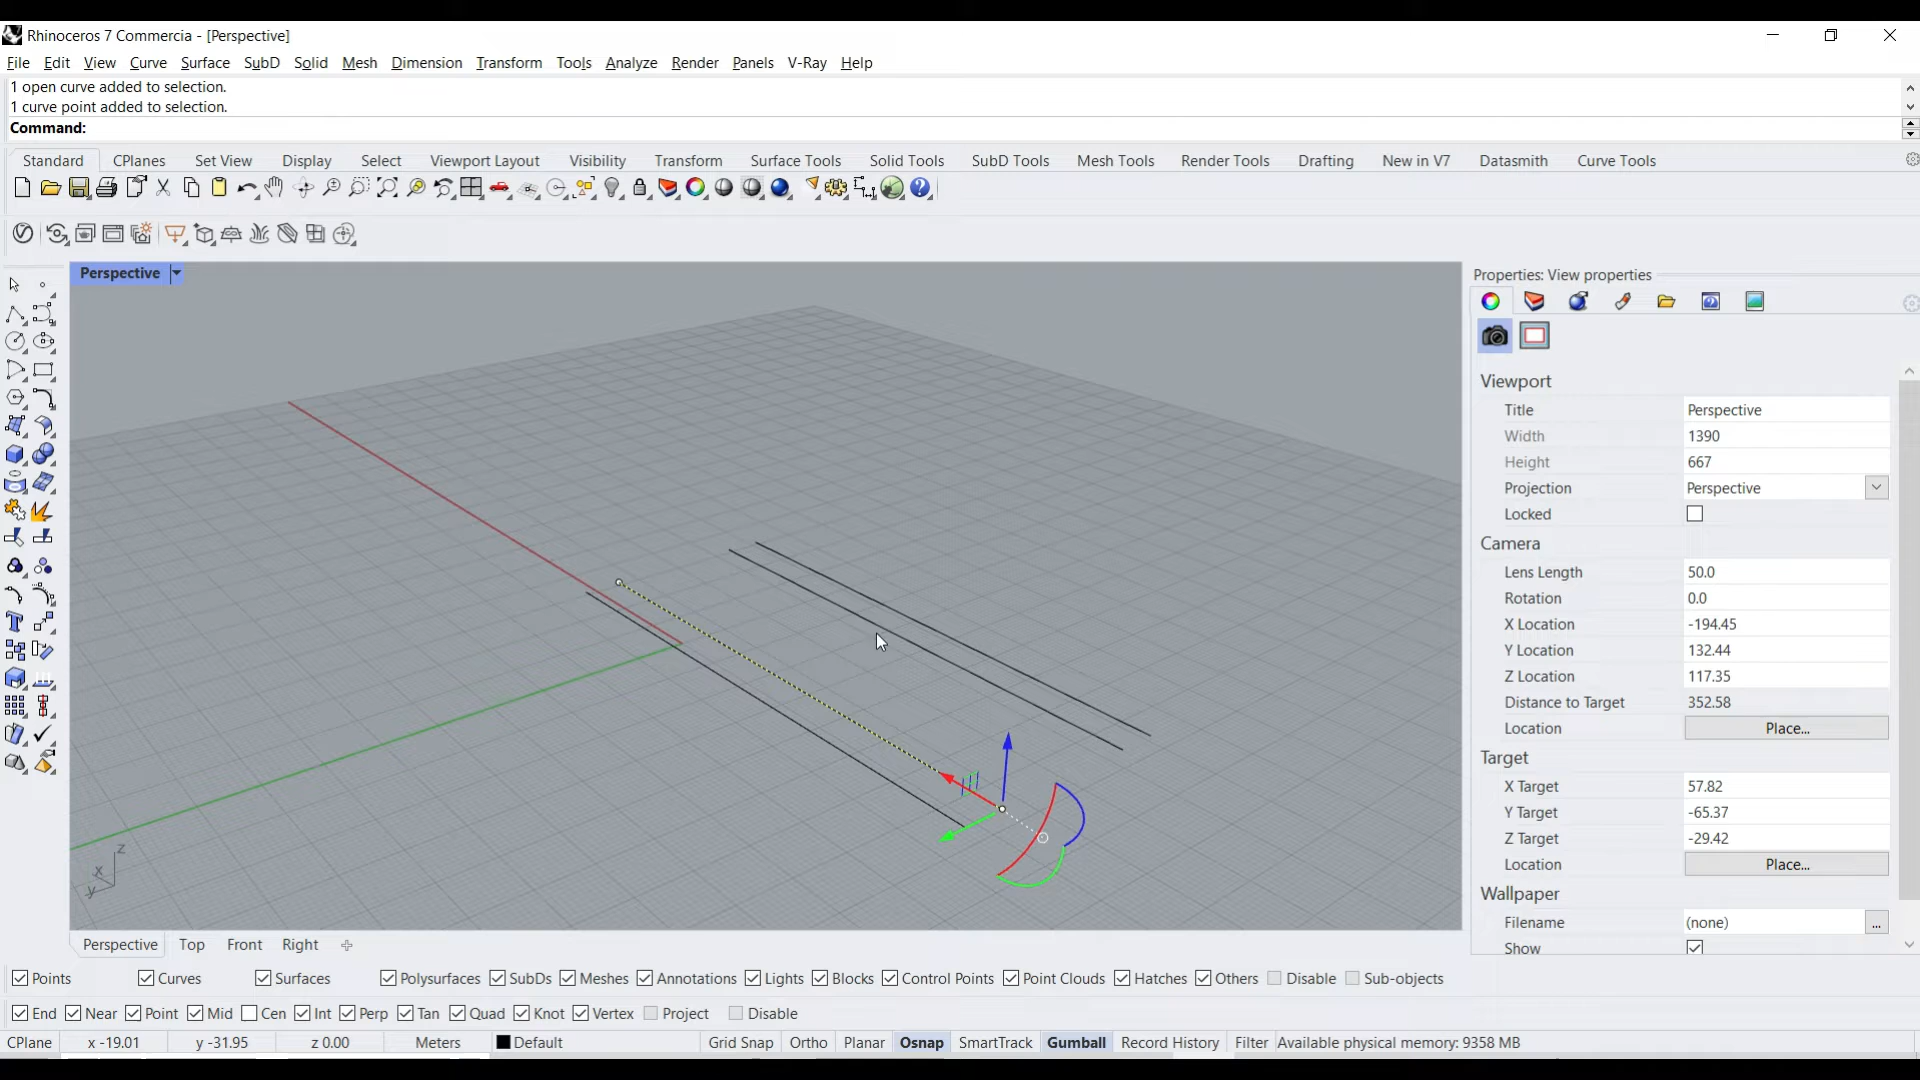 Rhinoceros 7 Commercia - [Perspective]
File Edit View Curve Surface SubD Solid Mesh Dimension Transform Tools Analyze Render Panels V-Ray Help
1 open curve added to selection.
1 curve point added to selection.
Command:
Standard CPlanes Set View Display Select Viewport Layout Visibility Transform Surface Tools Solid Tools SubD Tools Mesh Tools Render Tools Drafting New in V7 Datasmith Curve Tools
Perspective
Properties: View properties
Viewport
Title Perspective
Width 1390
Height 667
Projection Perspective
Locked
Camera
Lens Length 50.0
Rotation 0.0
X Location -194.45
Y Location 132.44
Z Location 117.35
Distance to Target 352.58
Location Place...
Target
X Target 57.82
Y Target -65.37
Z Target -29.42
Location Place...
Wallpaper
Filename (none) ...
Show
z
x
y
Perspective Top Front Right
Points Curves Surfaces Polysurfaces SubDs Meshes Annotations Lights Blocks Control Points Point Clouds Hatches Others Disable Sub-objects
End Near Point Mid Cen Int Perp Tan Quad Knot Vertex Project Disable
CPlane x -19.01 y -31.95 z 0.00 Meters Default Grid Snap Ortho Planar Osnap SmartTrack Gumball Record History Filter Available physical memory: 9358 MB